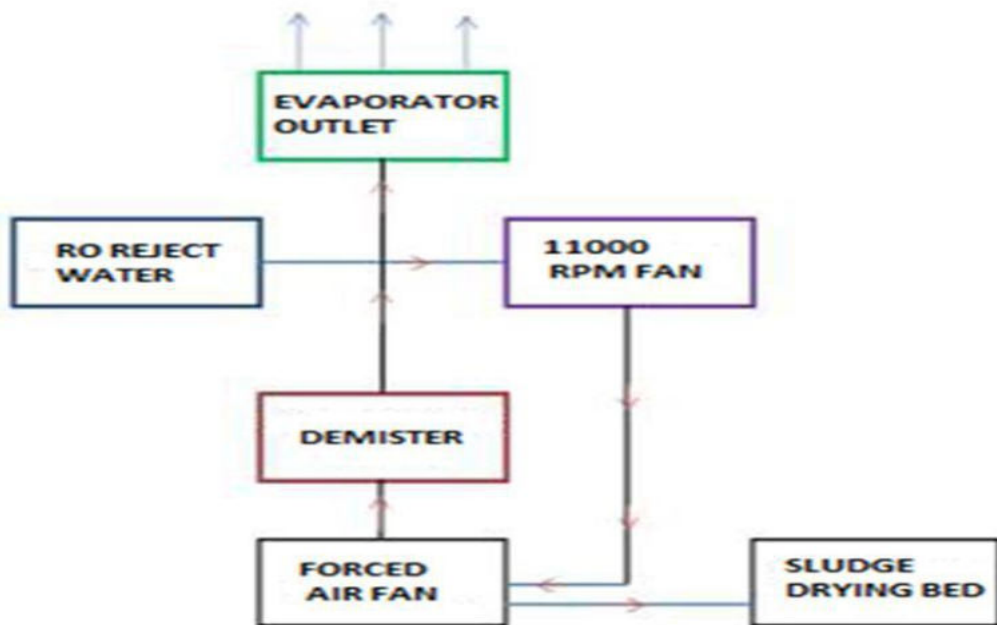 EVAPORATOR
OUTLET
RO REJECT
WATER
11000
RPM FAN
DEMISTER
FORCED
AIR FAN
SLUDGE
DRYING BED